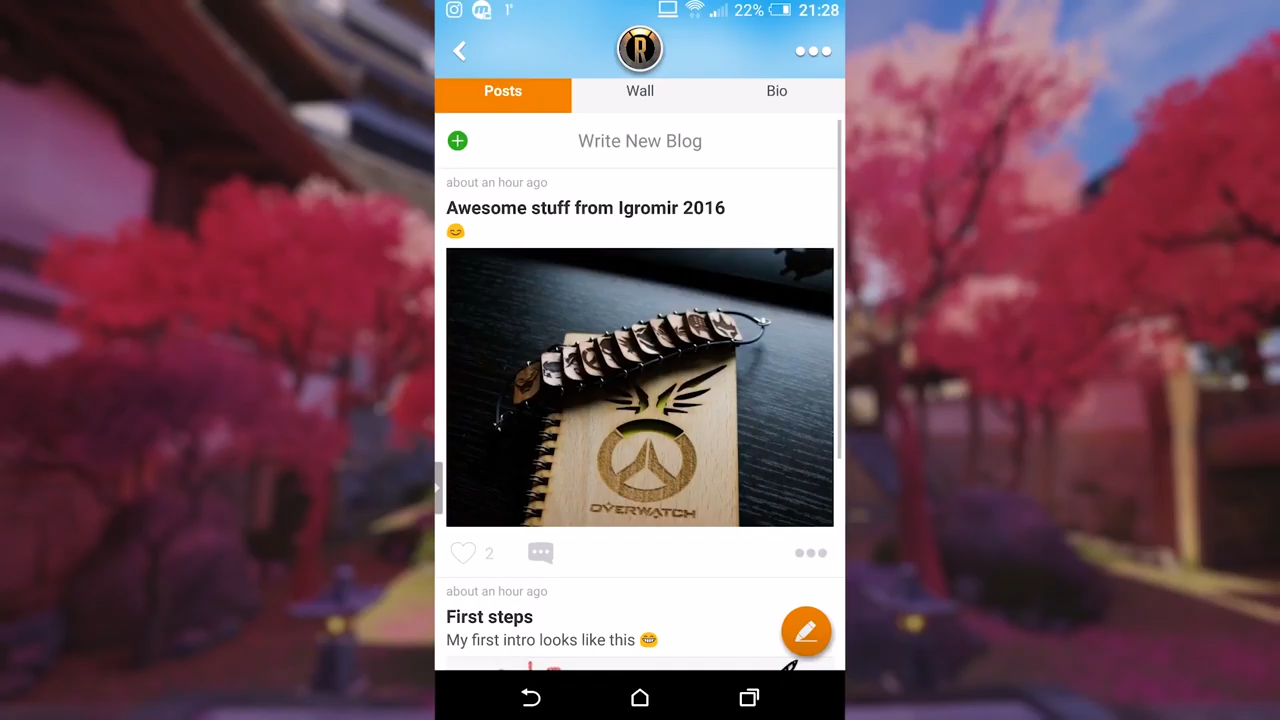 1° 22% 21:28
R
Posts Wall Bio
Write New Blog
about an hour ago
Awesome stuff from Igromir 2016
😊
OVERWATCH
2
about an hour ago
First steps
My first intro looks like this 😁